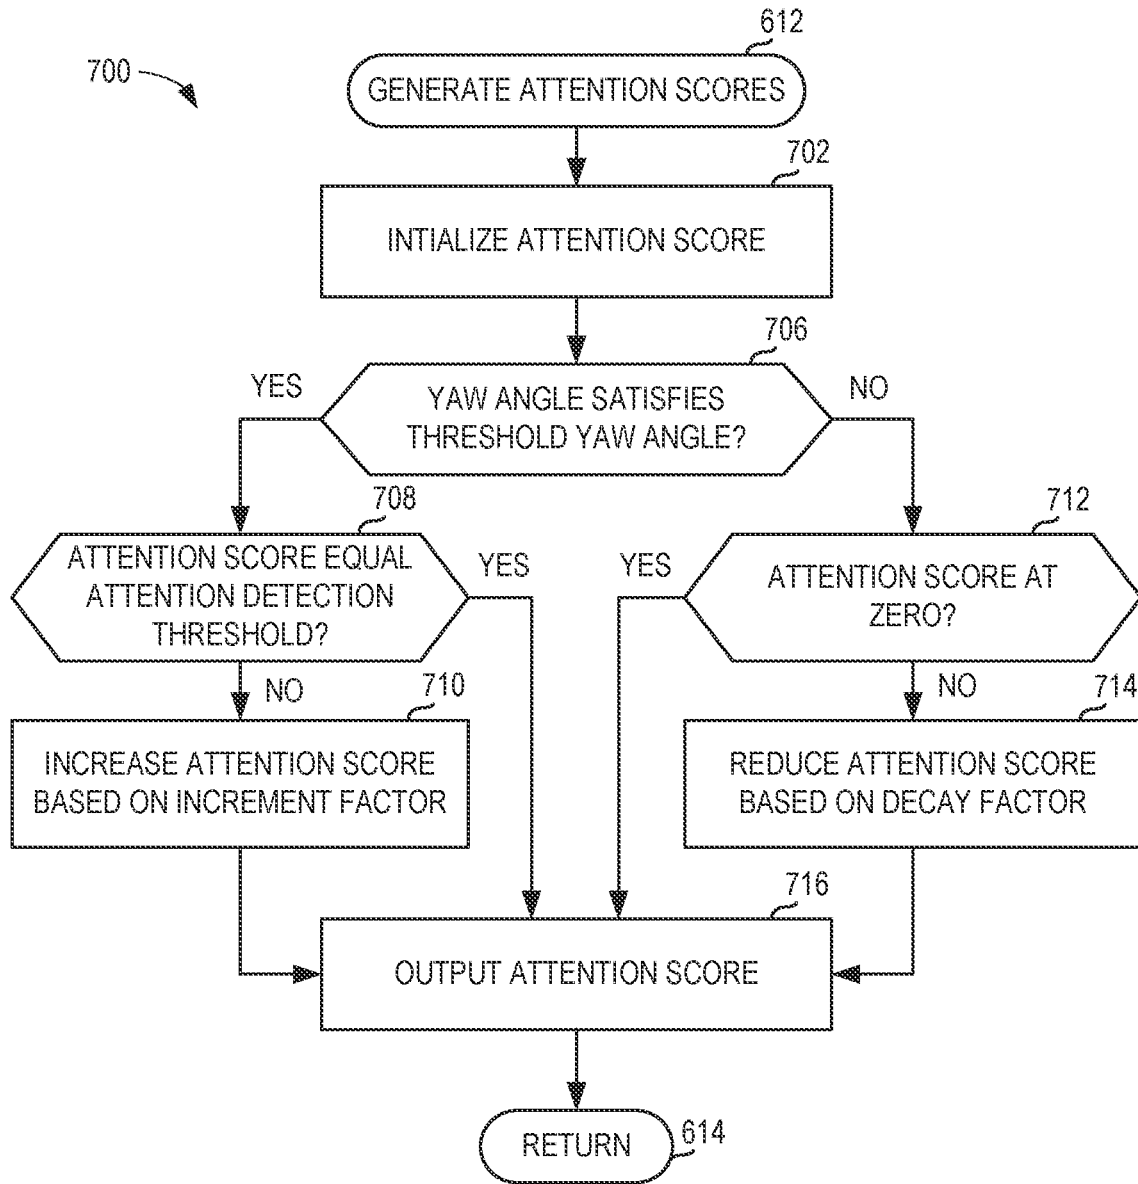 612
700
GENERATE ATTENTION SCORES
702
INTIALIZE ATTENTION SCORE
706
YES
YAW ANGLE SATISFIES
THRESHOLD YAW ANGLE?
NO
708
ATTENTION SCORE EQUAL
ATTENTION DETECTION
THRESHOLD?
YES
712
YES
ATTENTION SCORE AT
ZERO?
NO
710
INCREASE ATTENTION SCORE
BASED ON INCREMENT FACTOR
NO
714
REDUCE ATTENTION SCORE
BASED ON DECAY FACTOR
716
OUTPUT ATTENTION SCORE
RETURN
614